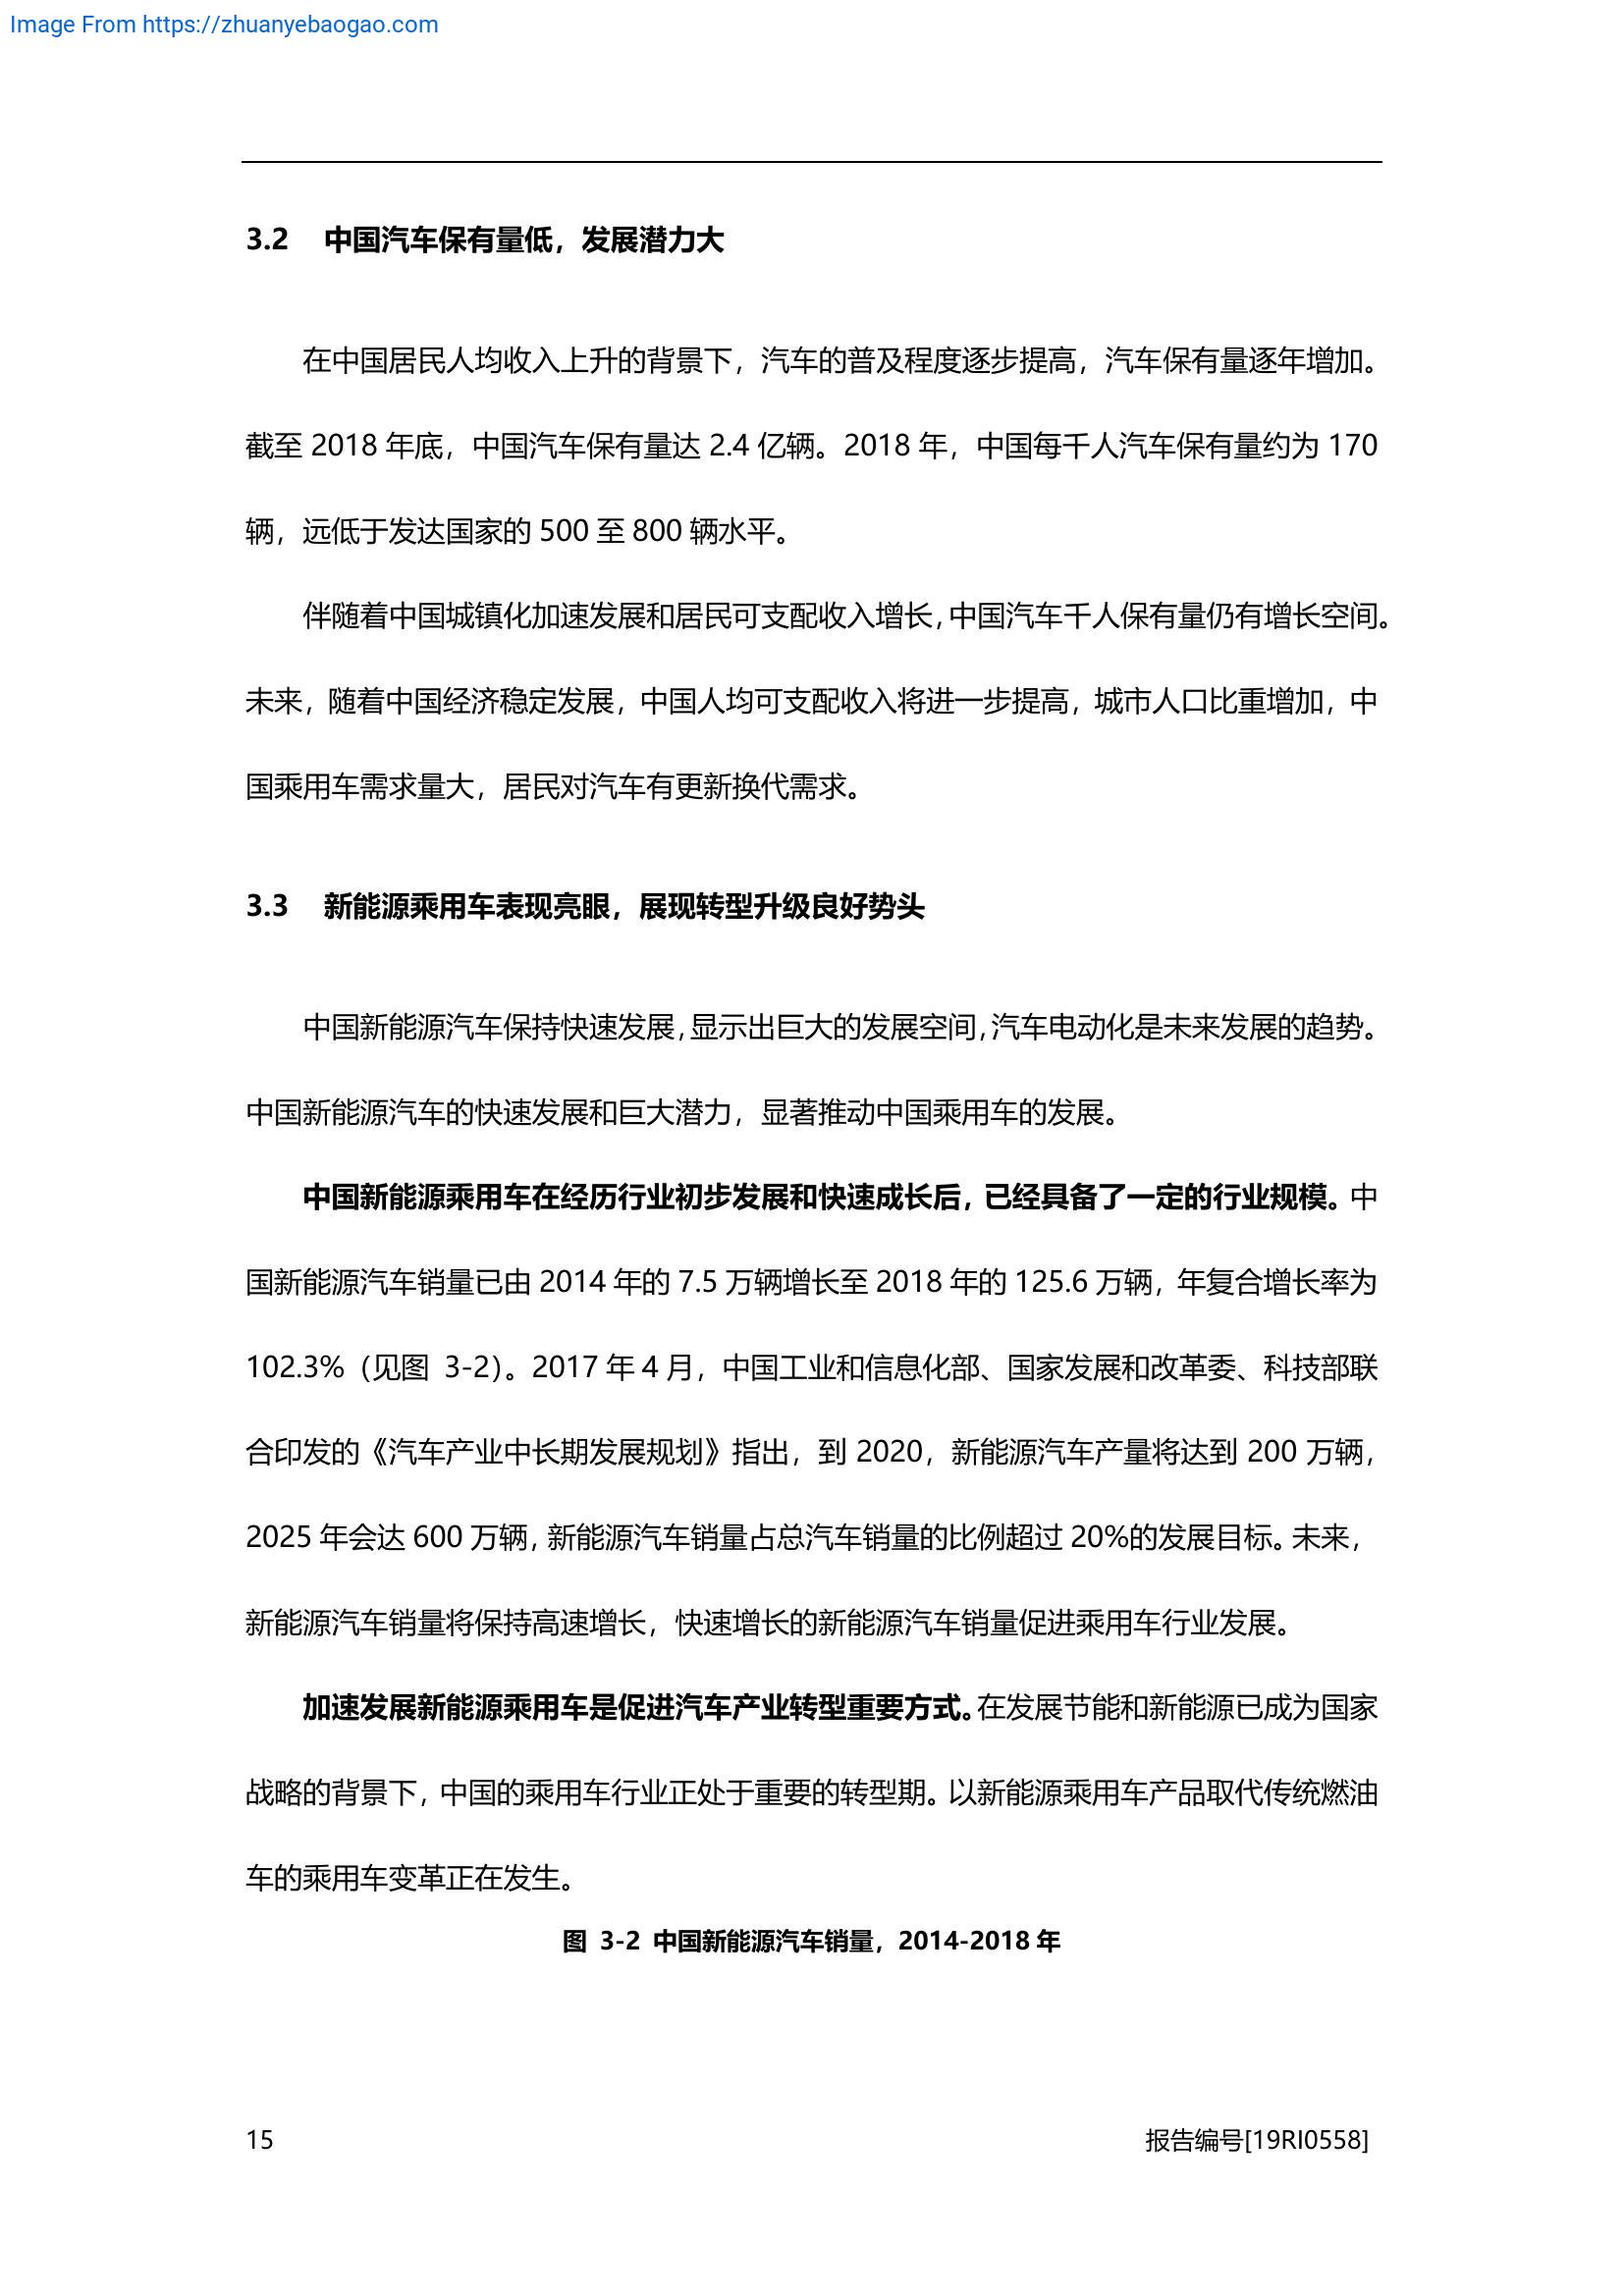 Image From https://zhuanyebaogao.com
3.2 中国汽车保有量低，发展潜力大
在中国居民人均收入上升的背景下，汽车的普及程度逐步提高，汽车保有量逐年增加。
截至 2018 年底，中国汽车保有量达 2.4 亿辆。2018 年，中国每千人汽车保有量约为 170
辆，远低于发达国家的 500 至 800 辆水平。
伴随着中国城镇化加速发展和居民可支配收入增长，中国汽车千人保有量仍有增长空间。
未来，随着中国经济稳定发展，中国人均可支配收入将进一步提高，城市人口比重增加，中
国乘用车需求量大，居民对汽车有更新换代需求。
3.3 新能源乘用车表现亮眼，展现转型升级良好势头
中国新能源汽车保持快速发展，显示出巨大的发展空间，汽车电动化是未来发展的趋势。
中国新能源汽车的快速发展和巨大潜力，显著推动中国乘用车的发展。
中国新能源乘用车在经历行业初步发展和快速成长后，已经具备了一定的行业规模。中
国新能源汽车销量已由 2014 年的 7.5 万辆增长至 2018 年的 125.6 万辆，年复合增长率为
102.3%（见图 3-2）。2017 年 4 月，中国工业和信息化部、国家发展和改革委、科技部联
合印发的《汽车产业中长期发展规划》指出，到 2020，新能源汽车产量将达到 200 万辆，
2025 年会达 600 万辆，新能源汽车销量占总汽车销量的比例超过 20%的发展目标。未来，
新能源汽车销量将保持高速增长，快速增长的新能源汽车销量促进乘用车行业发展。
加速发展新能源乘用车是促进汽车产业转型重要方式。在发展节能和新能源已成为国家
战略的背景下，中国的乘用车行业正处于重要的转型期。以新能源乘用车产品取代传统燃油
车的乘用车变革正在发生。
图 3-2 中国新能源汽车销量，2014-2018 年
15 报告编号[19RI0558]